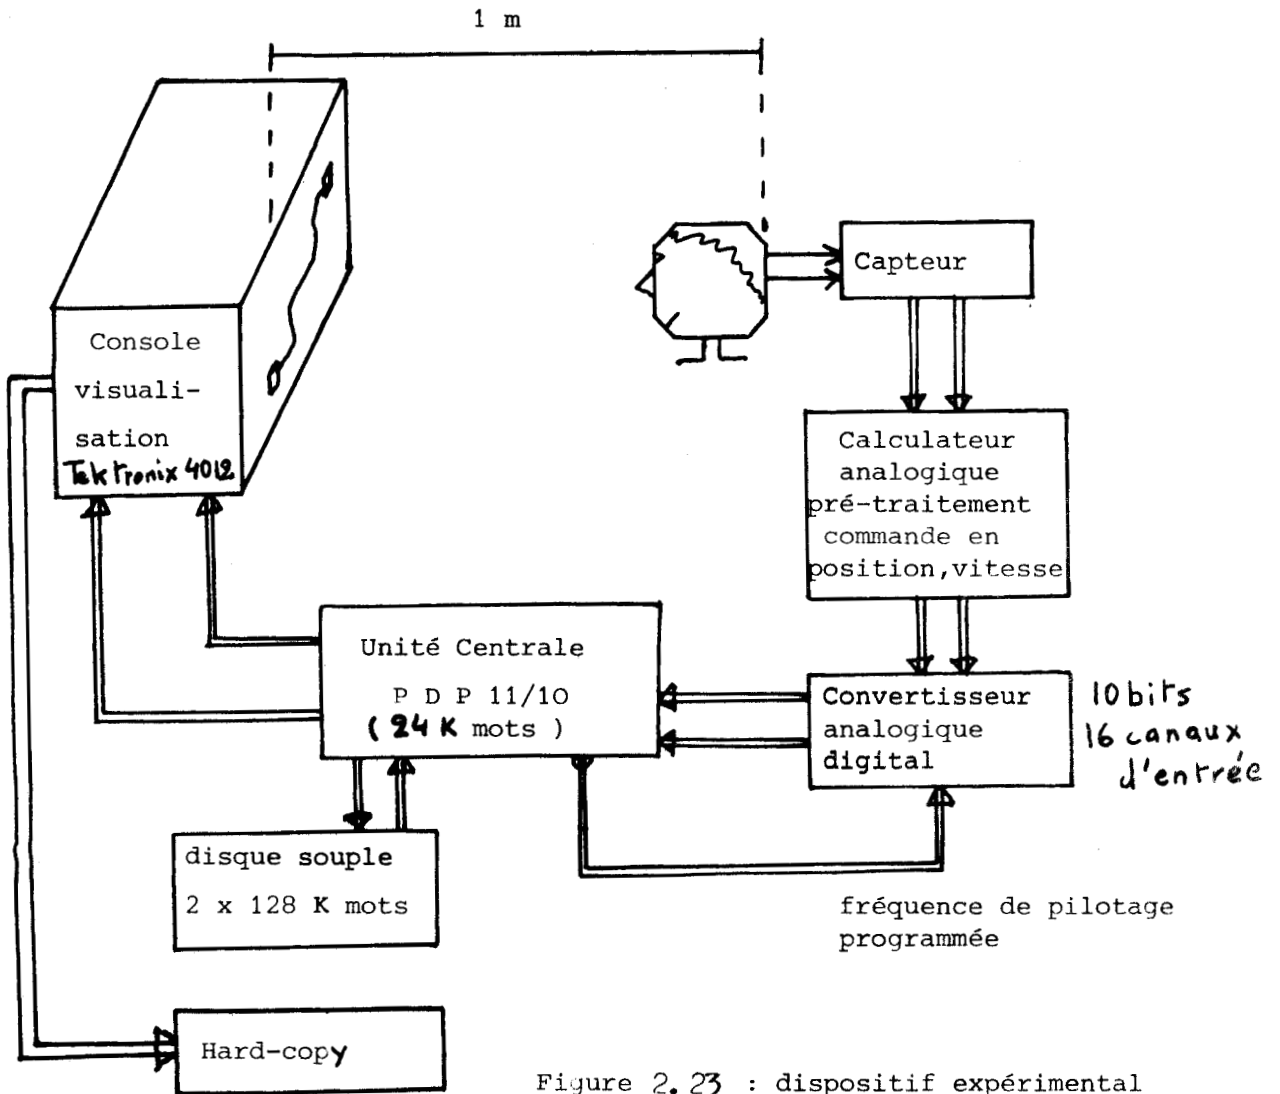 1 m
Capteur
Console
visuali-
sation
Tektronix 4012
Calculateur
analogique
pré-traitement
commande en
position,vitesse
Unité Centrale
P D P 11/10
( 24 K mots )
Convertisseur
analogique
digital
10 bits
16 canaux
d'entrée
disque souple
2 x 128 K mots
fréquence de pilotage
programmée
Hard-copy
Figure 2.23 : dispositif expérimental